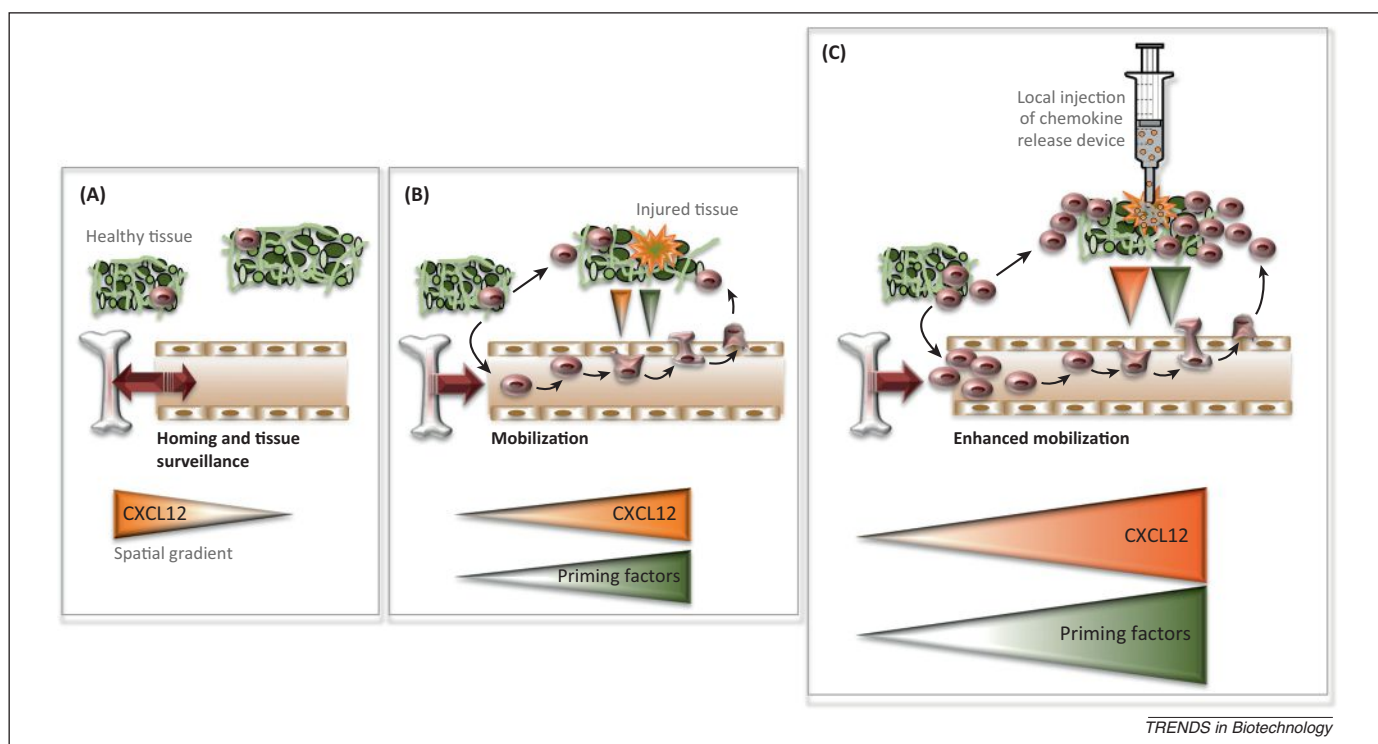 (A)
Healthy tissue
Homing and tissue
surveillance
CXCL12
Spatial gradient
(B)
Injured tissue
Mobilization
CXCL12
Priming factors
(C)
Local injection
of chemokine
release device
Enhanced mobilization
CXCL12
Priming factors
TRENDS in Biotechnology